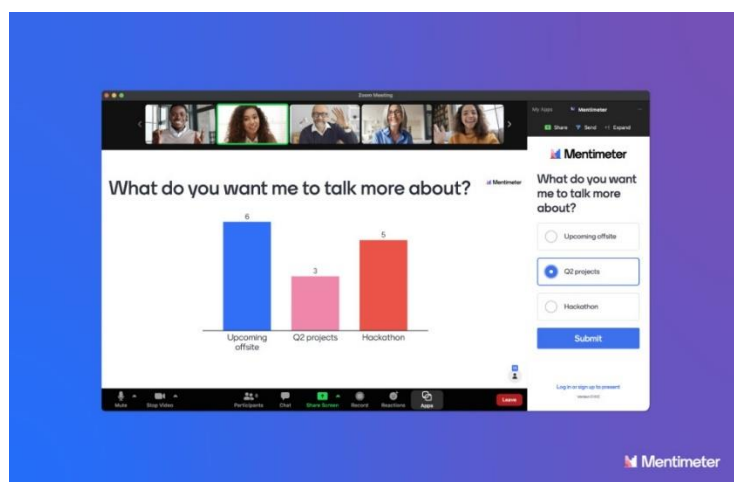 Zoom Meeting
My Apps
Mentimeter
Share
Send
Expand
Mentimeter
What do you want me to talk more about?
Mentimeter
6
3
5
Upcoming
offsite
Q2 projects
Hackathon
What do you want
me to talk more
about?
Upcoming offsite
Q2 projects
Hackathon
Submit
Log in or sign up to present
Mute
Stop Video
Participants
Chat
Share Screen
Record
Reactions
Apps
Leave
Mentimeter